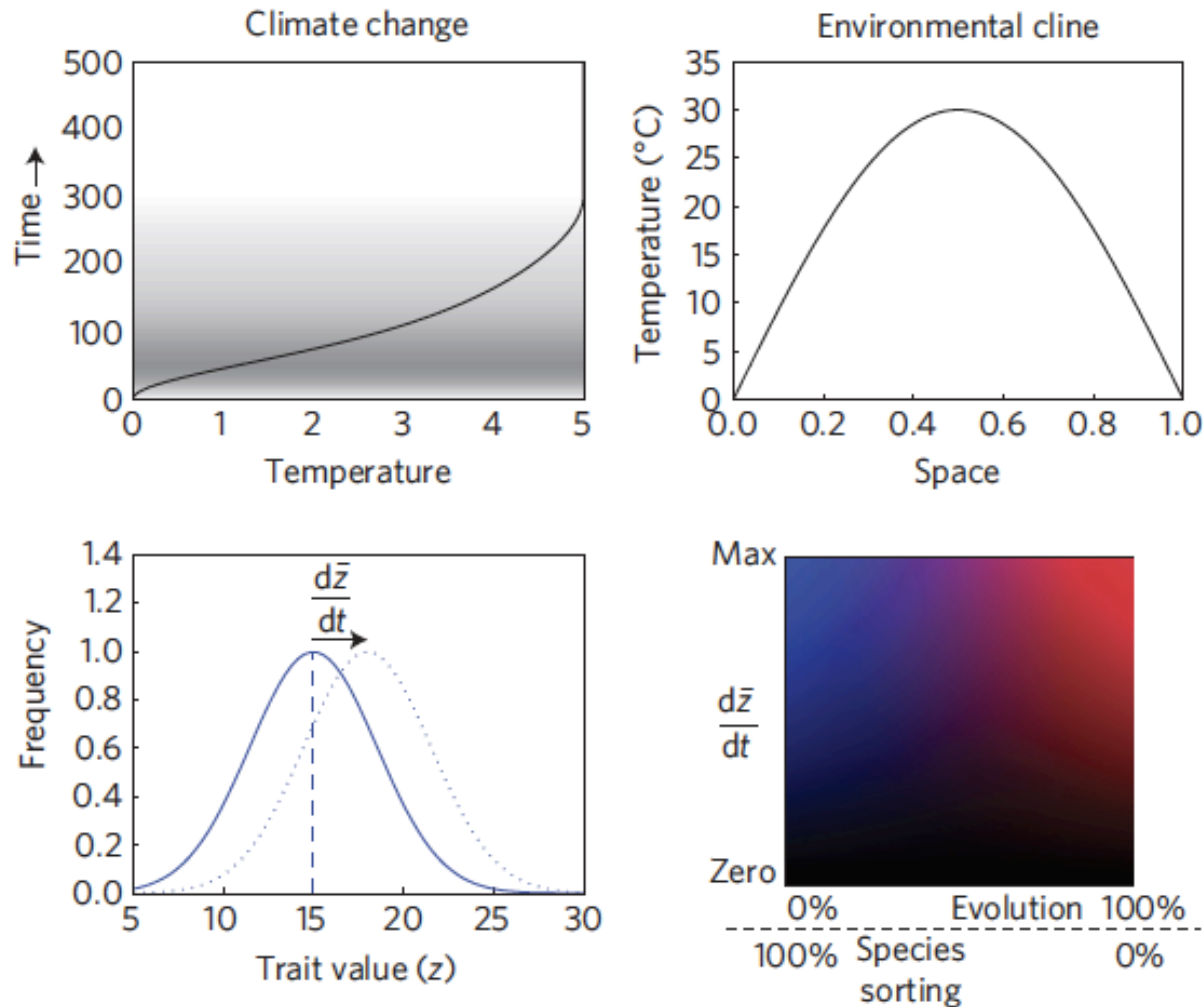 Climate change
500
400
300
200
100
0
Time →
0 1 2 3 4 5
Temperature
Environmental cline
35
30
25
20
15
10
5
0
Temperature (°C)
0.0 0.2 0.4 0.6 0.8 1.0
Space
1.4
1.2
1.0
0.8
0.6
0.4
0.2
0.0
Frequency
dz̄
dt
5 10 15 20 25 30
Trait value (z)
Max
dz̄
dt
Zero
0% Evolution 100%
100% Species 0%
sorting